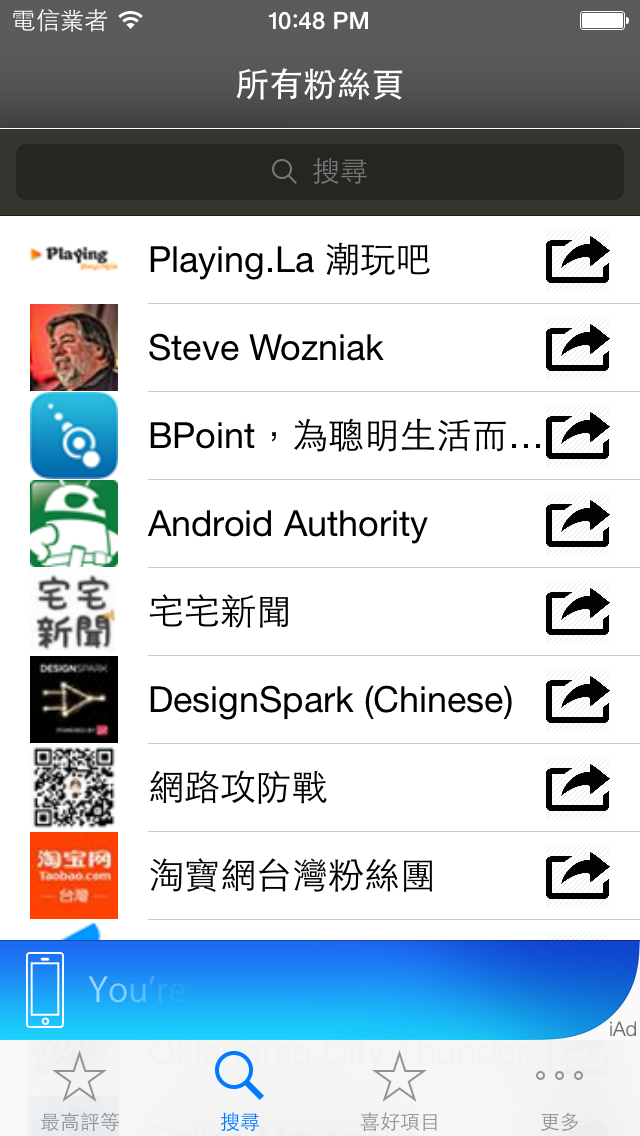 電信業者 10:48 PM
所有粉絲頁
搜尋
Playing
Playing.La 潮玩吧
Steve Wozniak
BPoint，為聰明生活而…
Android Authority
宅宅
新聞
宅宅新聞
DESIGNSPARK
POWERED BY
DesignSpark (Chinese)
網路攻防戰
淘宝网
Taobao.com
台灣
淘寶網台灣粉絲團
You're
iAd
Oklahoma City Thunder
最高評等 搜尋 喜好項目 更多